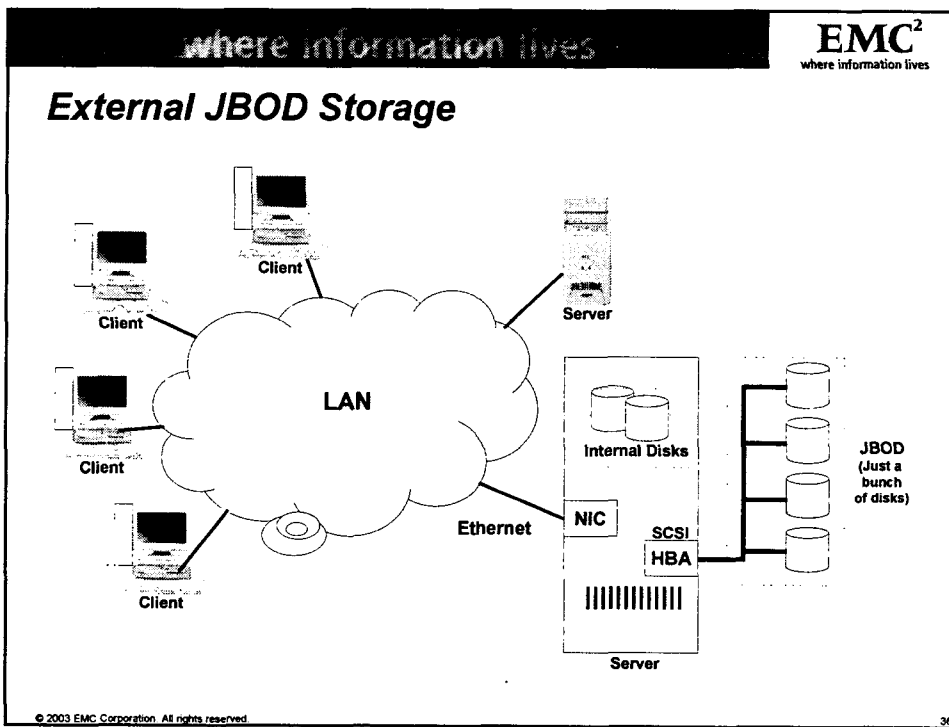 where information lives
EMC²
where information lives
External JBOD Storage
Client
Client
Client
Client
LAN
Server
Internal Disks
Ethernet
NIC
SCSI
HBA
Server
JBOD
(Just a
bunch
of disks)
© 2003 EMC Corporation. All rights reserved.